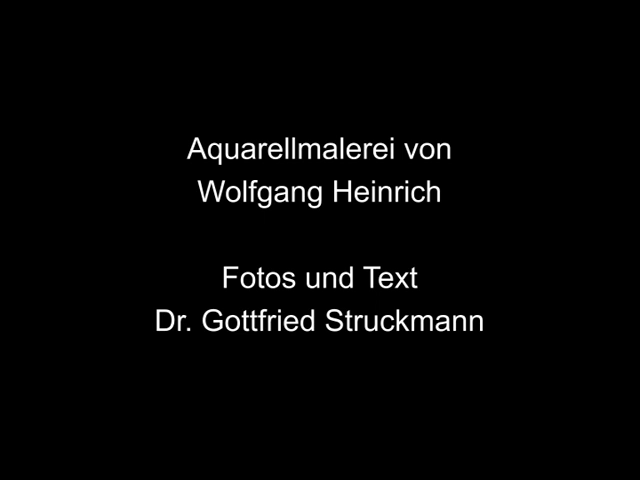 Aquarellmalerei von
Wolfgang Heinrich
Fotos und Text
Dr. Gottfried Struckmann